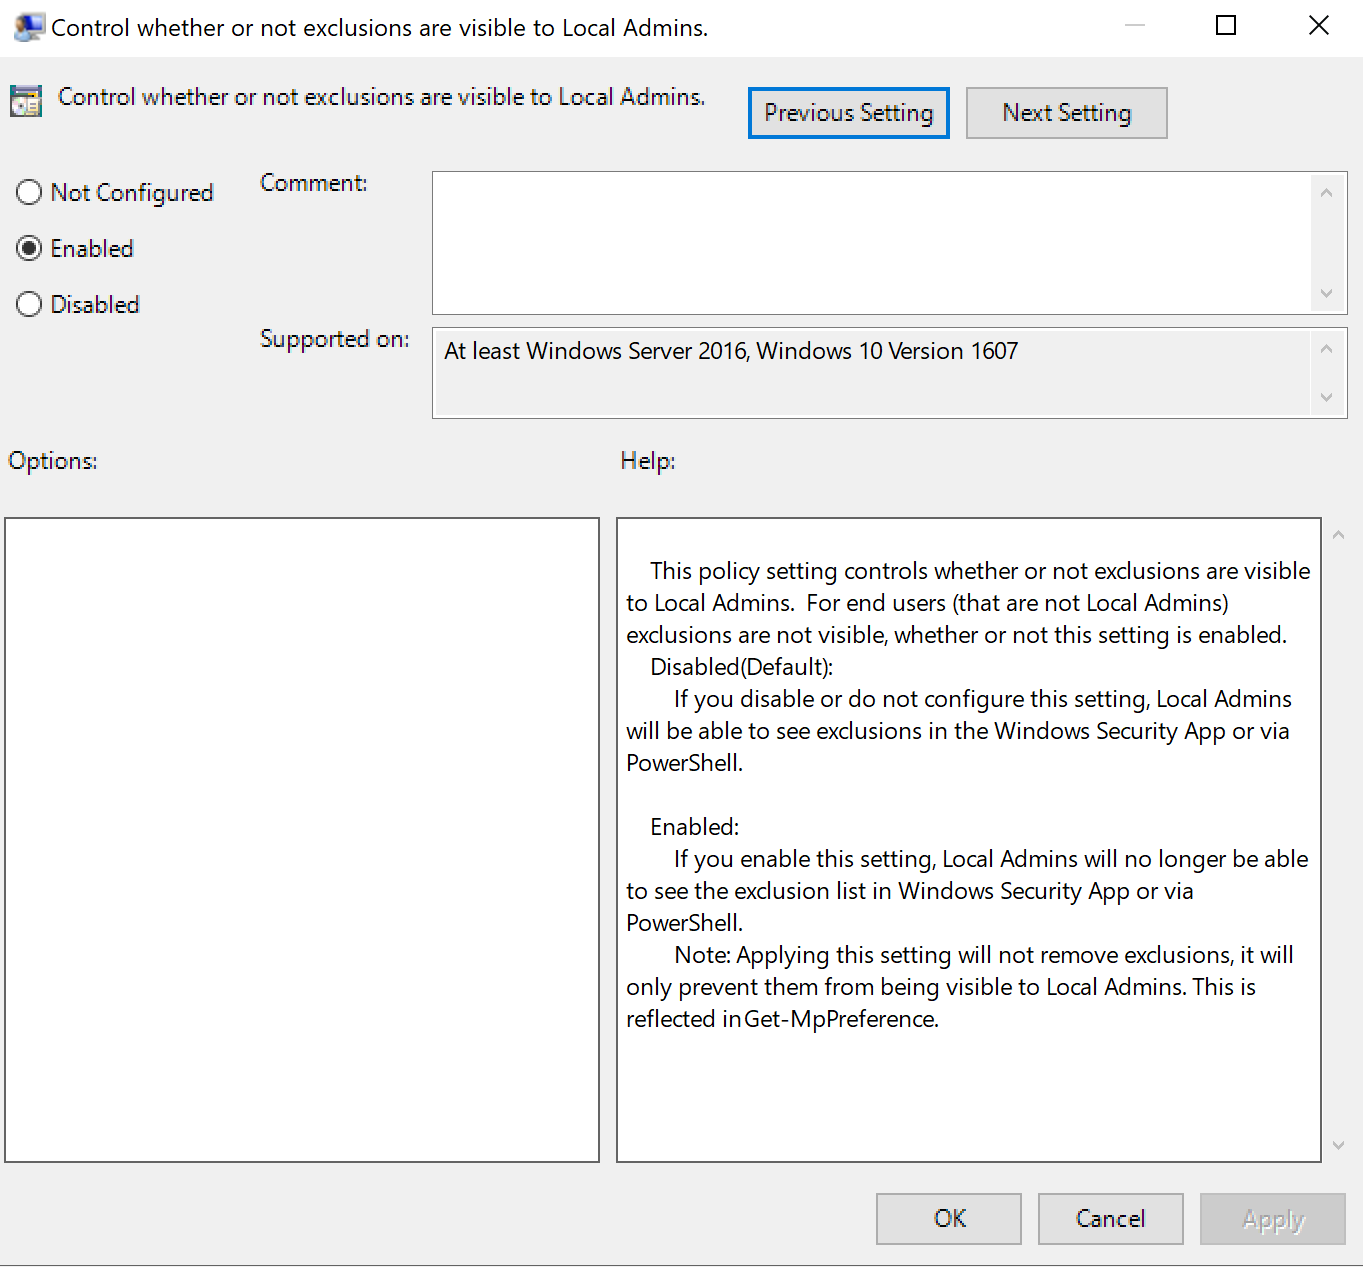 Control whether or not exclusions are visible to Local Admins.
Control whether or not exclusions are visible to Local Admins.
Previous Setting
Next Setting
Not Configured
Enabled
Disabled
Comment:
Supported on:
At least Windows Server 2016, Windows 10 Version 1607
Options:
Help:
This policy setting controls whether or not exclusions are visible
to Local Admins.  For end users (that are not Local Admins)
exclusions are not visible, whether or not this setting is enabled.
Disabled(Default):
If you disable or do not configure this setting, Local Admins
will be able to see exclusions in the Windows Security App or via
PowerShell.
Enabled:
If you enable this setting, Local Admins will no longer be able
to see the exclusion list in Windows Security App or via
PowerShell.
Note: Applying this setting will not remove exclusions, it will
only prevent them from being visible to Local Admins. This is
reflected in Get-MpPreference.
OK
Cancel
Apply